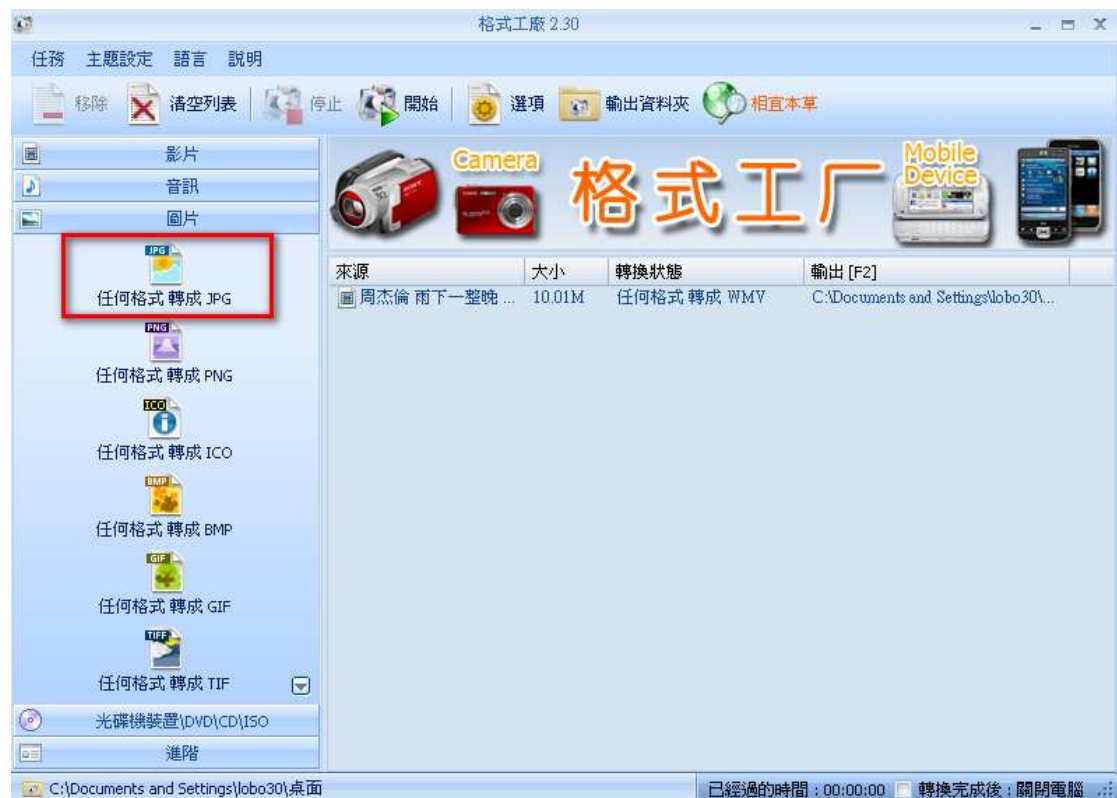 格式工廠 2.30
任務 主題設定 語言 說明
移除 清空列表 停止 開始 選項 輸出資料夾 相宜本草
影片
音訊
圖片
JPG
任何格式 轉成 JPG
PNG
任何格式 轉成 PNG
ICO
任何格式 轉成 ICO
BMP
任何格式 轉成 BMP
GIF
任何格式 轉成 GIF
TIFF
任何格式 轉成 TIF
光碟機裝置\DVD\CD\ISO
進階
Camera 格式工厂 Mobile Device
來源 大小 轉換狀態 輸出 [F2]
周杰倫 雨下一整晚 ... 10.01M 任何格式 轉成 WMV C:\Documents and Settings\lobo30\...
C:\Documents and Settings\lobo30\桌面 已經過的時間：00:00:00 轉換完成後：關閉電腦